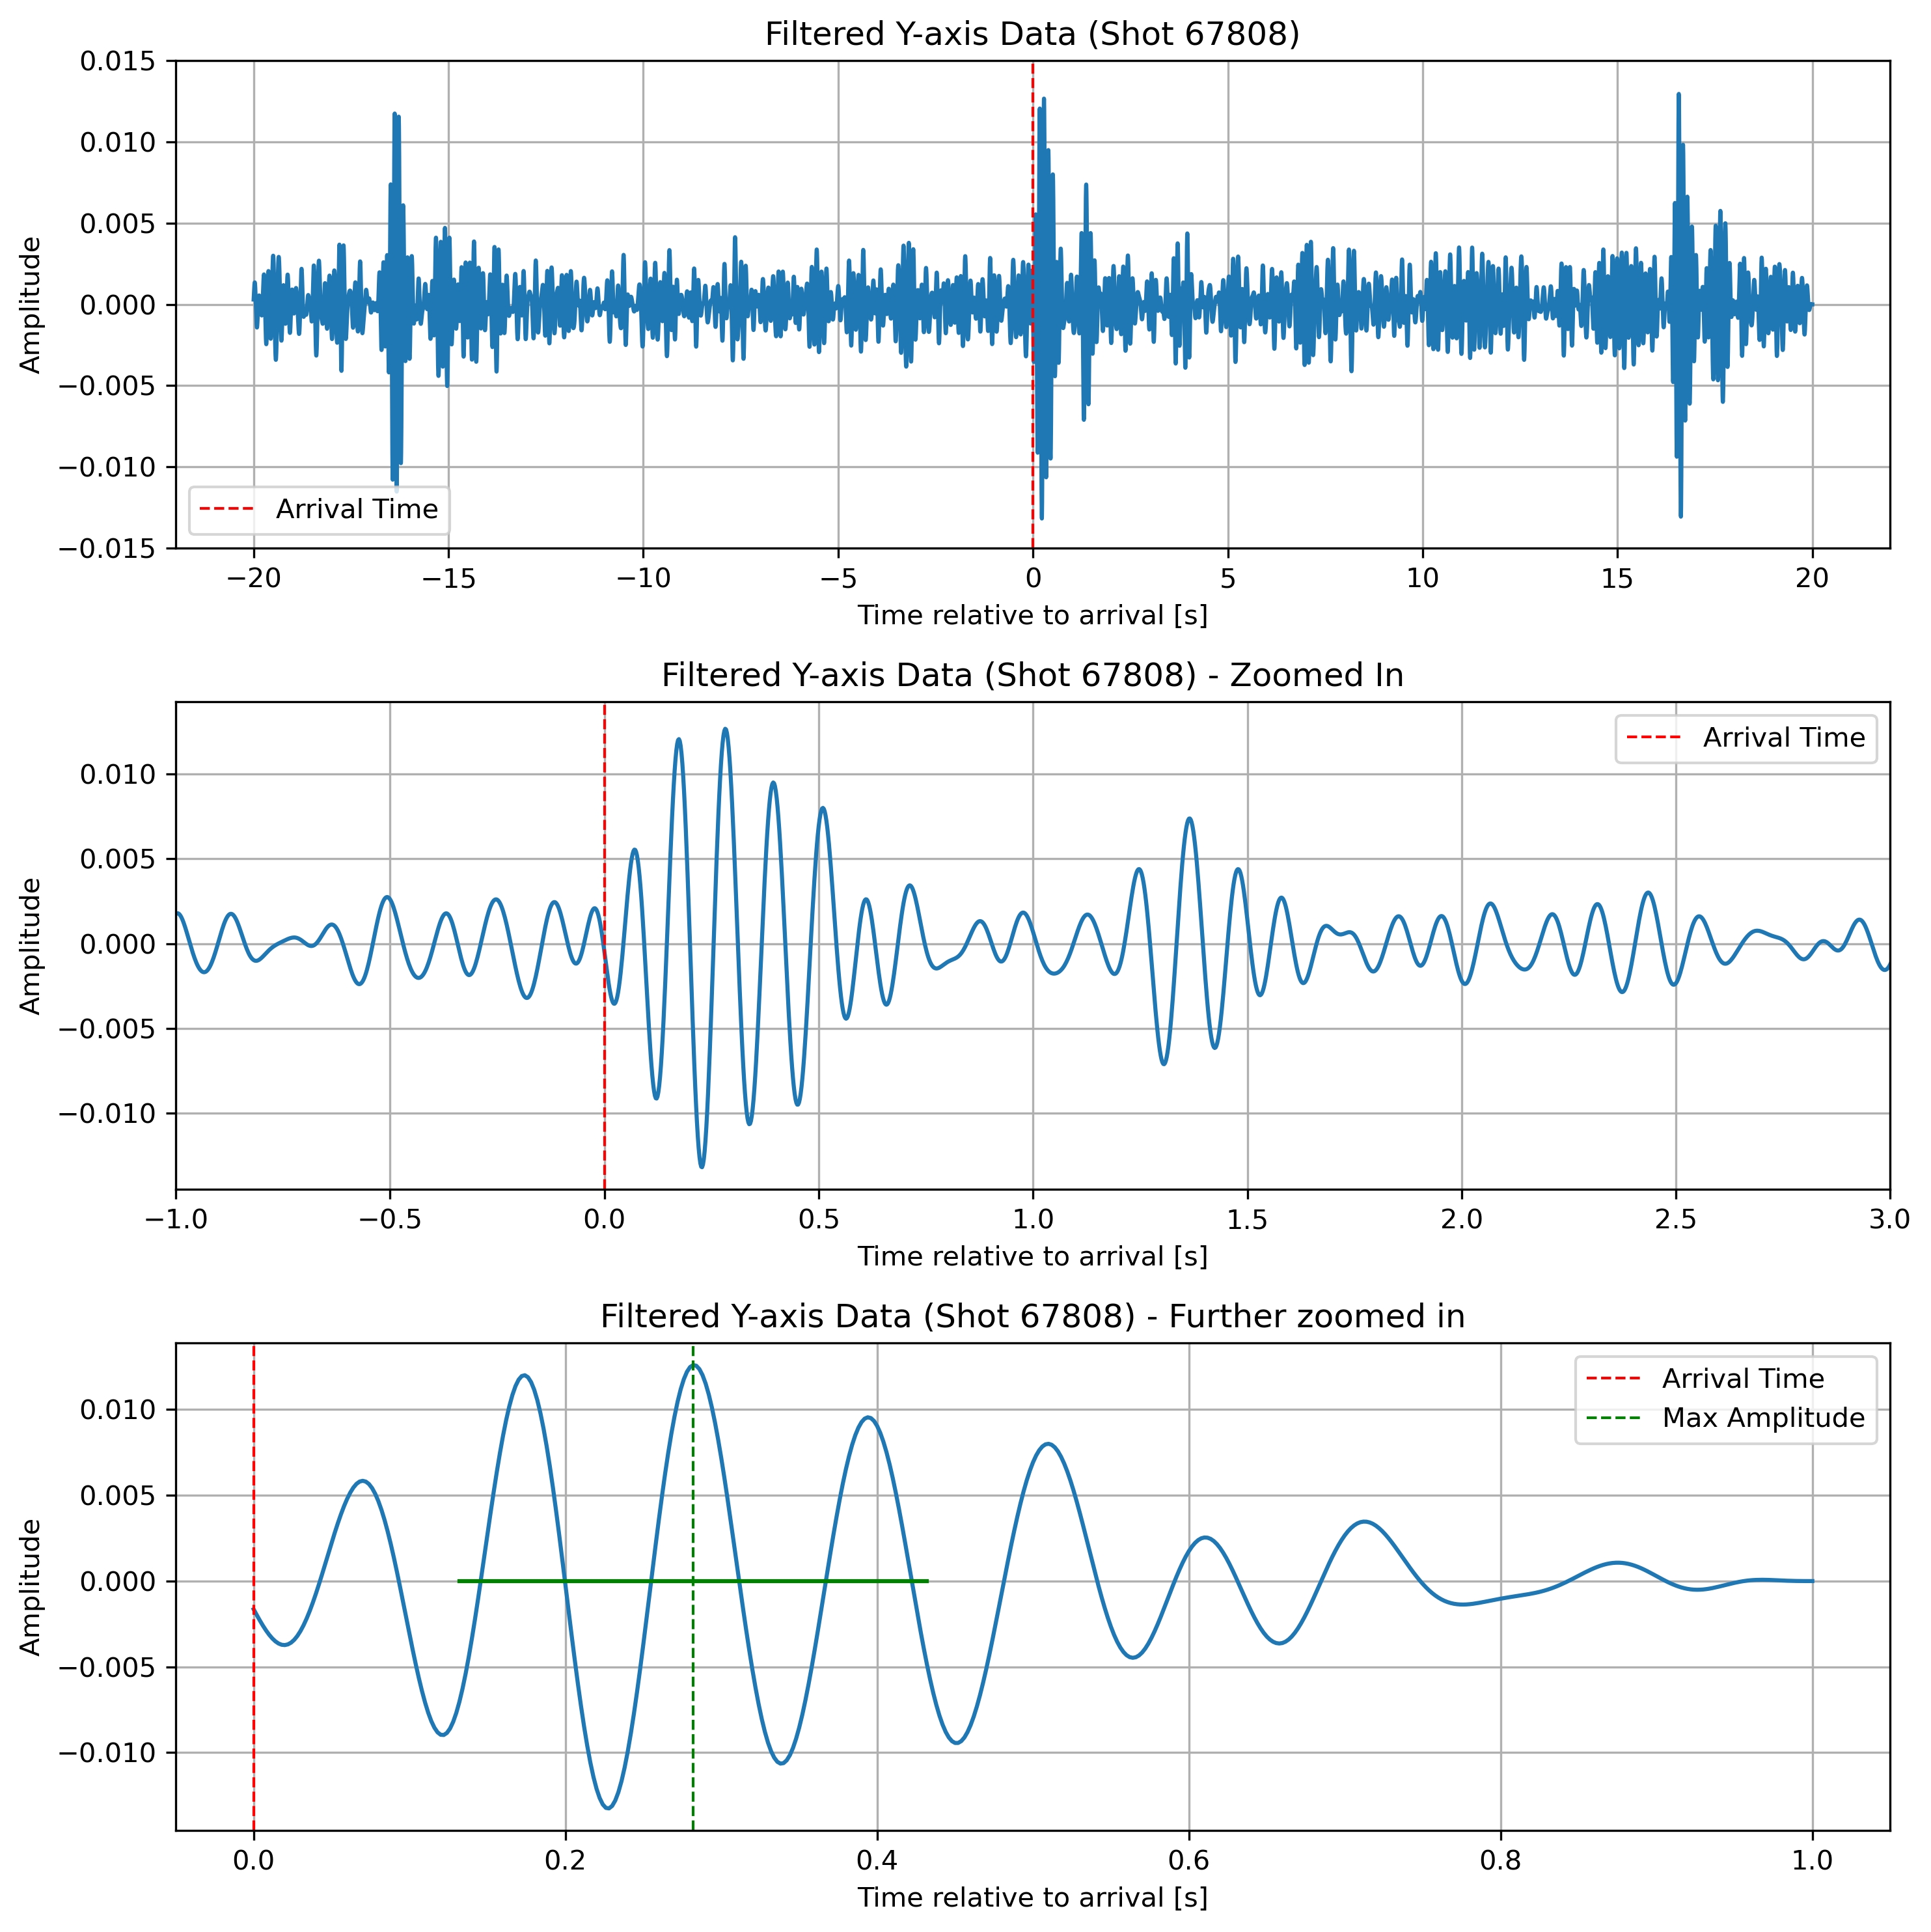 Filtered Y-axis Data (Shot 67808)
0.015
0.010
0.005
0.000
−0.005
−0.010
−0.015
Amplitude
Arrival Time
−20 −15 −10 −5 0 5 10 15 20
Time relative to arrival [s]
Filtered Y-axis Data (Shot 67808) - Zoomed In
0.010
0.005
0.000
−0.005
−0.010
Amplitude
Arrival Time
−1.0 −0.5 0.0 0.5 1.0 1.5 2.0 2.5 3.0
Time relative to arrival [s]
Filtered Y-axis Data (Shot 67808) - Further zoomed in
0.010
0.005
0.000
−0.005
−0.010
Amplitude
Arrival Time
Max Amplitude
0.0 0.2 0.4 0.6 0.8 1.0
Time relative to arrival [s]